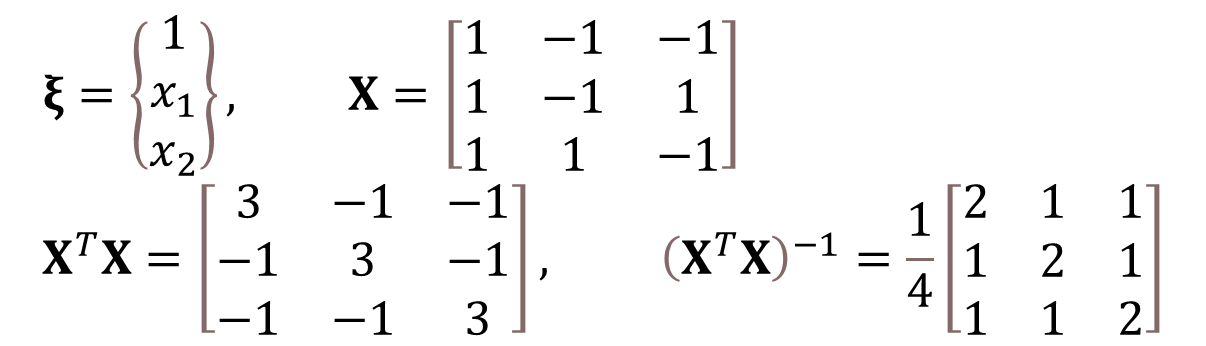 ξ = {1 x₁ x₂}, X = [1 −1 −1; 1 −1 1; 1 1 −1]
XᵀX = [3 −1 −1; −1 3 −1; −1 −1 3], (XᵀX)⁻¹ = 1/4 [2 1 1; 1 2 1; 1 1 2]